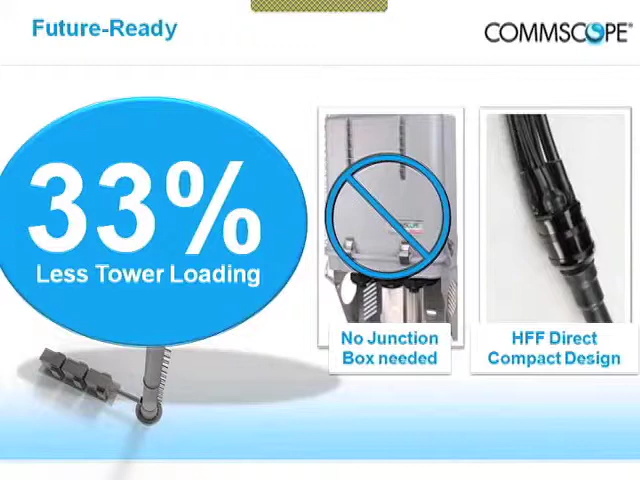 Future-Ready
COMMSCOPE®
33%
Less Tower Loading
No Junction
Box needed
HFF Direct
Compact Design